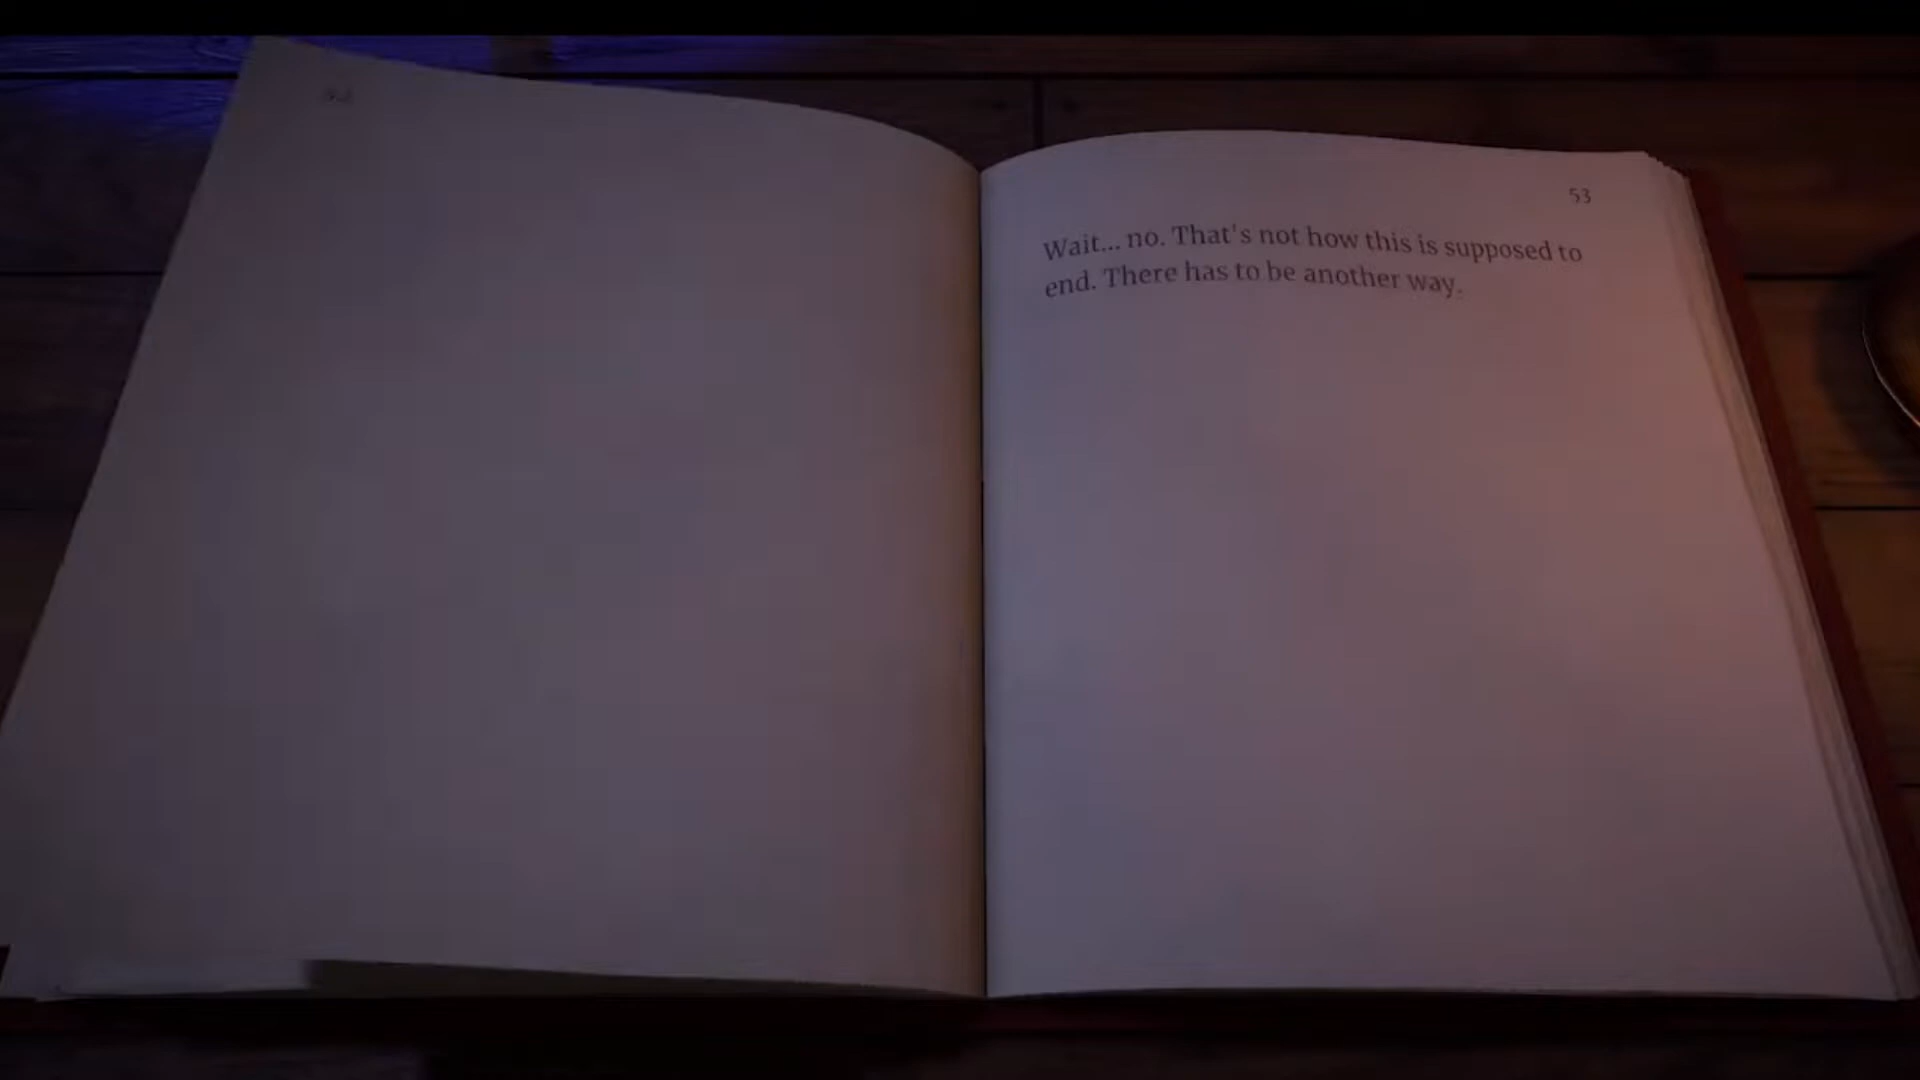 53
Wait... no. That's not how this is supposed to
end. There has to be another way.